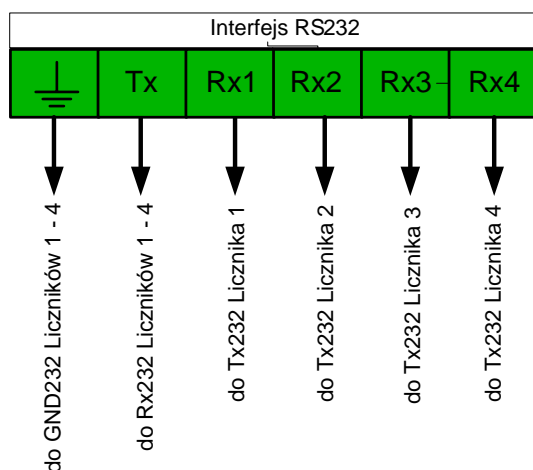 Interfejs RS232
Tx
Rx1
Rx2
Rx3
Rx4
do GND232 Liczników 1 - 4
do Rx232 Liczników 1 - 4
do Tx232 Licznika 1
do Tx232 Licznika 2
do Tx232 Licznika 3
do Tx232 Licznika 4